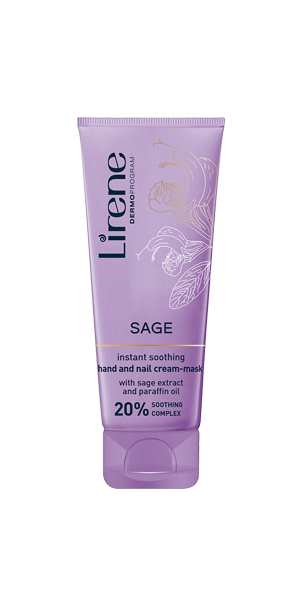 Lirene
DERMOPROGRAM
SAGE
instant soothing
hand and nail cream-mask
with sage extract
and paraffin oil
20% SOOTHING
COMPLEX